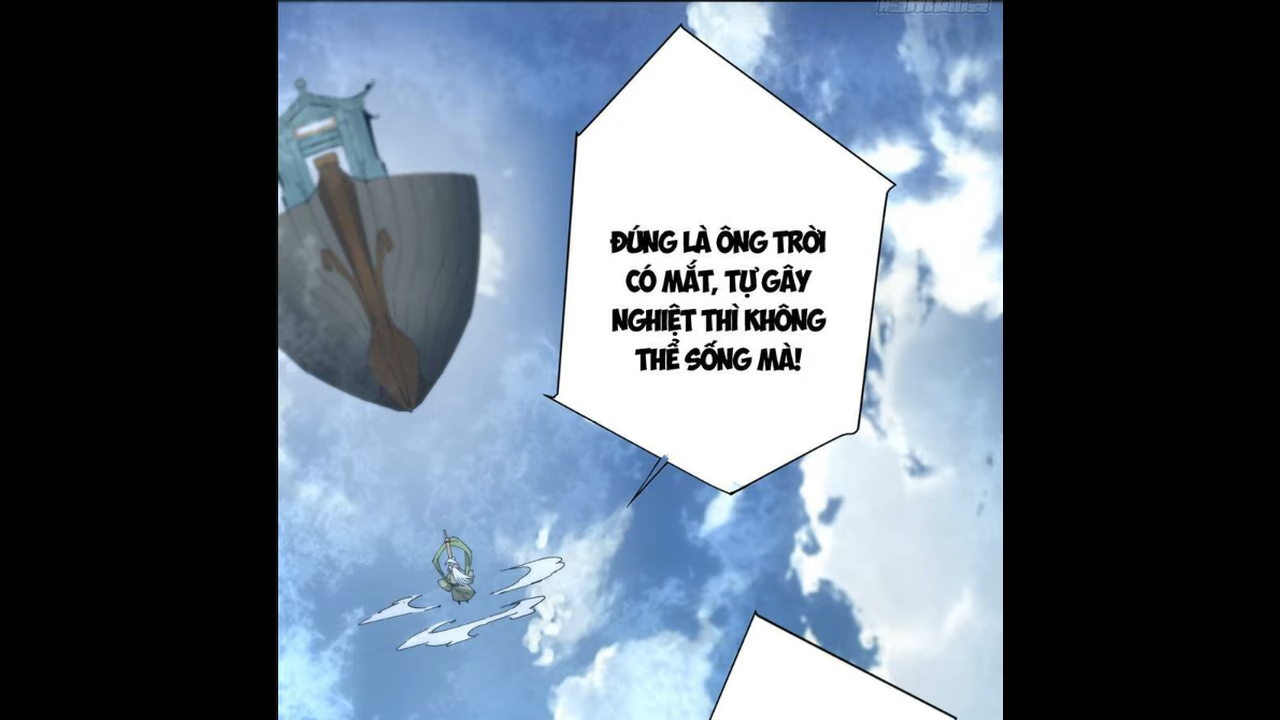 ĐÚNG LÀ ÔNG TRỜI
CÓ MẮT, TỰ GÂY
NGHIỆT THÌ KHÔNG
THỂ SỐNG MÀ!